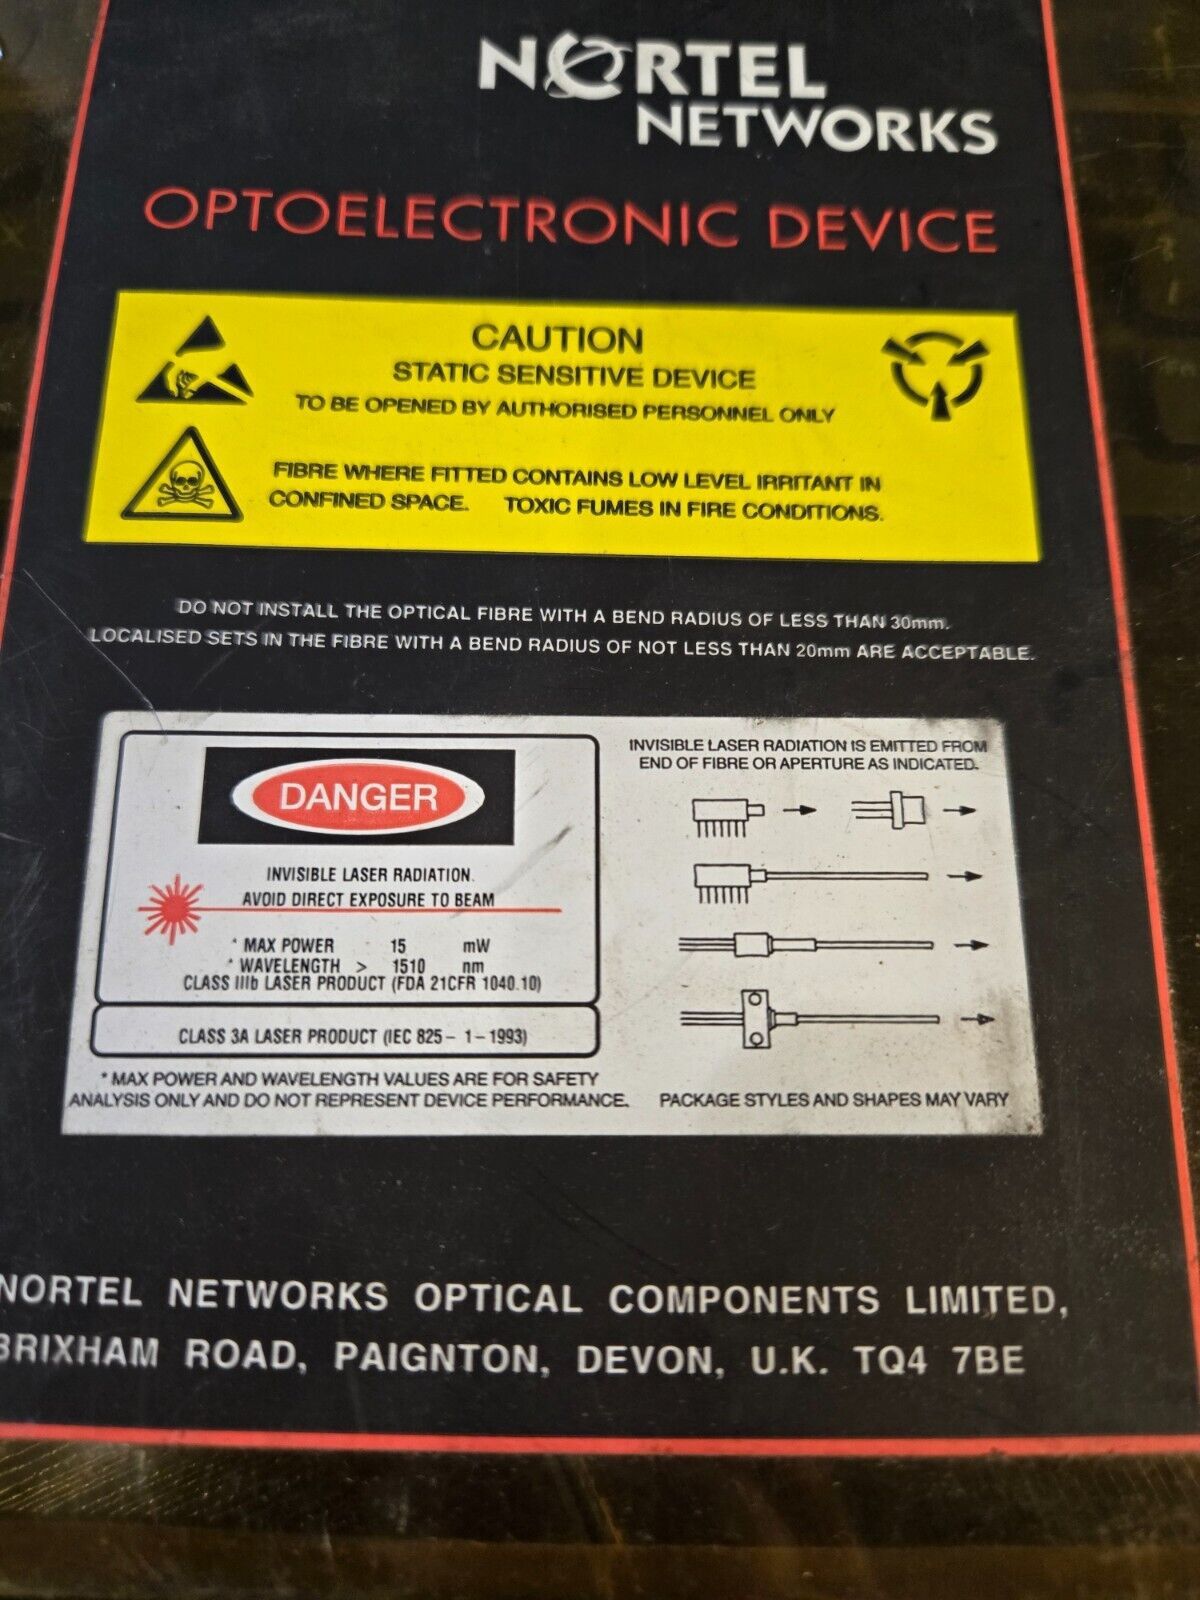 NORTEL
NETWORKS
OPTOELECTRONIC DEVICE
CAUTION
STATIC SENSITIVE DEVICE
TO BE OPENED BY AUTHORISED PERSONNEL ONLY
FIBRE WHERE FITTED CONTAINS LOW LEVEL IRRITANT IN
CONFINED SPACE. TOXIC FUMES IN FIRE CONDITIONS.
DO NOT INSTALL THE OPTICAL FIBRE WITH A BEND RADIUS OF LESS THAN 30mm.
LOCALISED SETS IN THE FIBRE WITH A BEND RADIUS OF NOT LESS THAN 20mm ARE ACCEPTABLE.
DANGER
INVISIBLE LASER RADIATION.
AVOID DIRECT EXPOSURE TO BEAM
* MAX POWER 15 mW
* WAVELENGTH > 1510 nm
CLASS IIIb LASER PRODUCT (FDA 21CFR 1040.10)
CLASS 3A LASER PRODUCT (IEC 825 - 1 - 1993)
* MAX POWER AND WAVELENGTH VALUES ARE FOR SAFETY
ANALYSIS ONLY AND DO NOT REPRESENT DEVICE PERFORMANCE.
INVISIBLE LASER RADIATION IS EMITTED FROM
END OF FIBRE OR APERTURE AS INDICATED.
PACKAGE STYLES AND SHAPES MAY VARY
NORTEL NETWORKS OPTICAL COMPONENTS LIMITED,
BRIXHAM ROAD, PAIGNTON, DEVON, U.K. TQ4 7BE